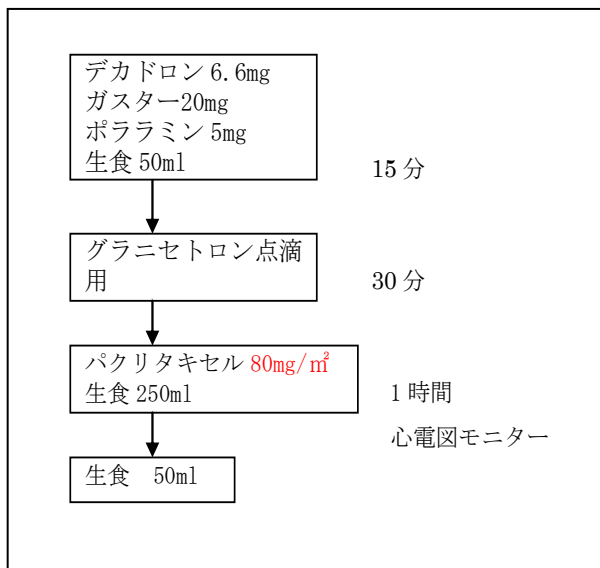 デカドロン 6.6mg
ガスター20mg
ポララミン 5mg
生食 50ml
15 分
グラニセトロン点滴
用
30 分
パクリタキセル 80mg/㎡
生食 250ml
1 時間
心電図モニター
生食　50ml